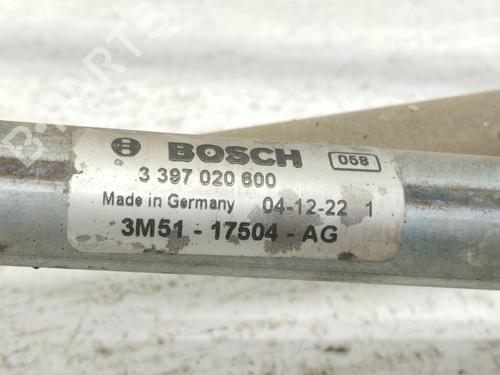 BOSCH 058
3 397 020 600
Made in Germany 04-12-22 1
3M51 - 17504 - AG